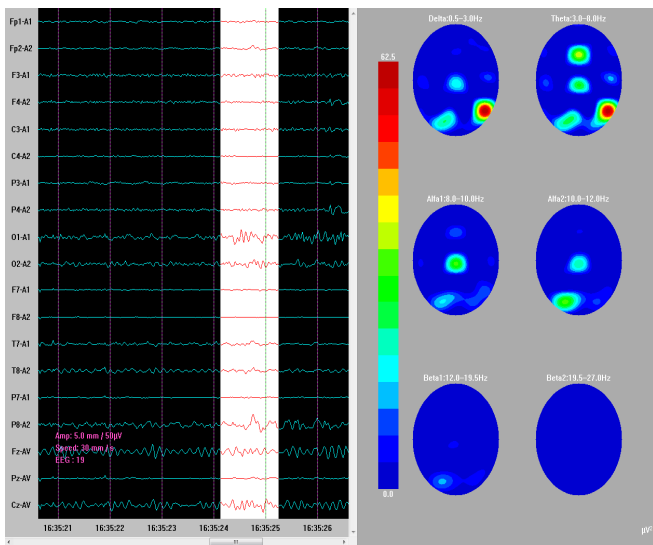 Fp1-A1
Fp2-A2
F3-A1
F4-A2
C3-A1
C4-A2
P3-A1
P4-A2
O1-A1
O2-A2
F7-A1
F8-A2
T7-A1
T8-A2
P7-A1
P8-A2
Fz-AV
Pz-AV
Cz-AV
Amp: 5.0 mm / 50µV
Speed: 30 mm / s
EEG : 19
16:35:21 16:35:22 16:35:23 16:35:24 16:35:25 16:35:26
62.5
0.0
Delta:0.5-3.0Hz Theta:3.0-8.0Hz
Alfa1:8.0-10.0Hz Alfa2:10.0-12.0Hz
Beta1:12.0-19.5Hz Beta2:19.5-27.0Hz